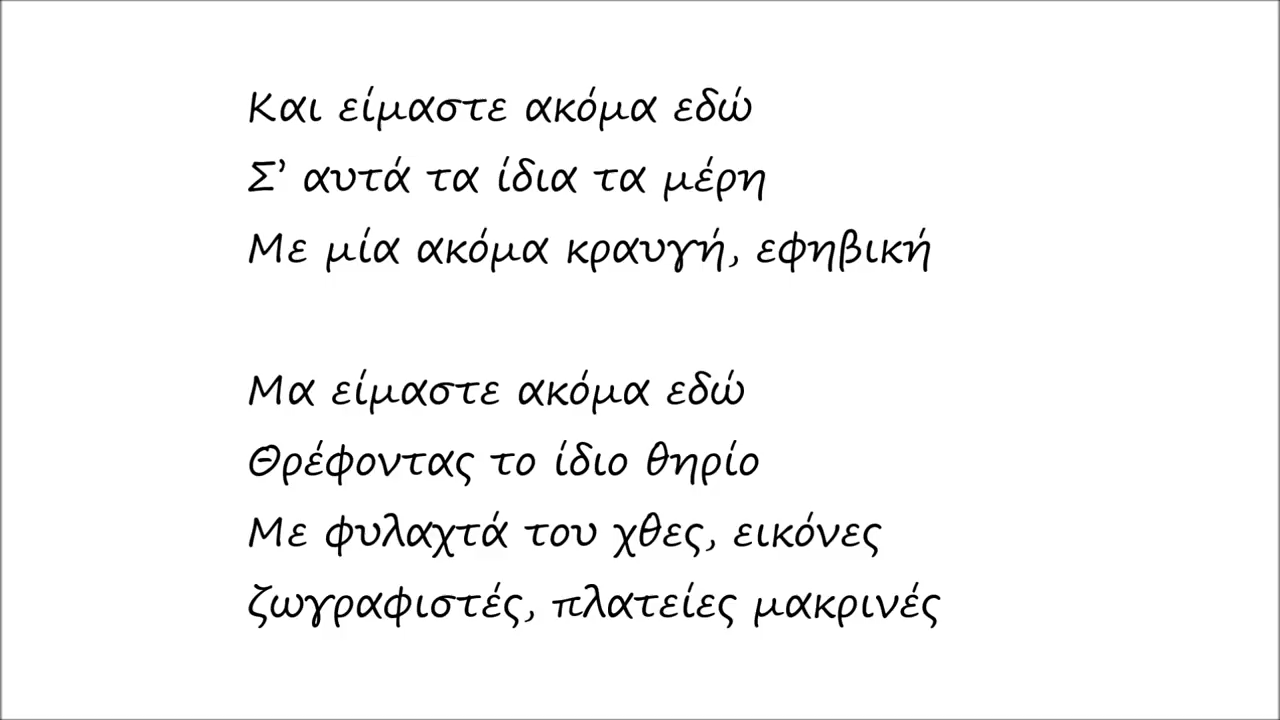 Και είμαστε ακόμα εδώ
Σ’ αυτά τα ίδια τα μέρη
Με μία ακόμα κραυγή, εφηβική
Μα είμαστε ακόμα εδώ
Θρέφοντας το ίδιο θηρίο
Με φυλαχτά του χθες, εικόνες
ζωγραφιστές, πλατείες μακρινές